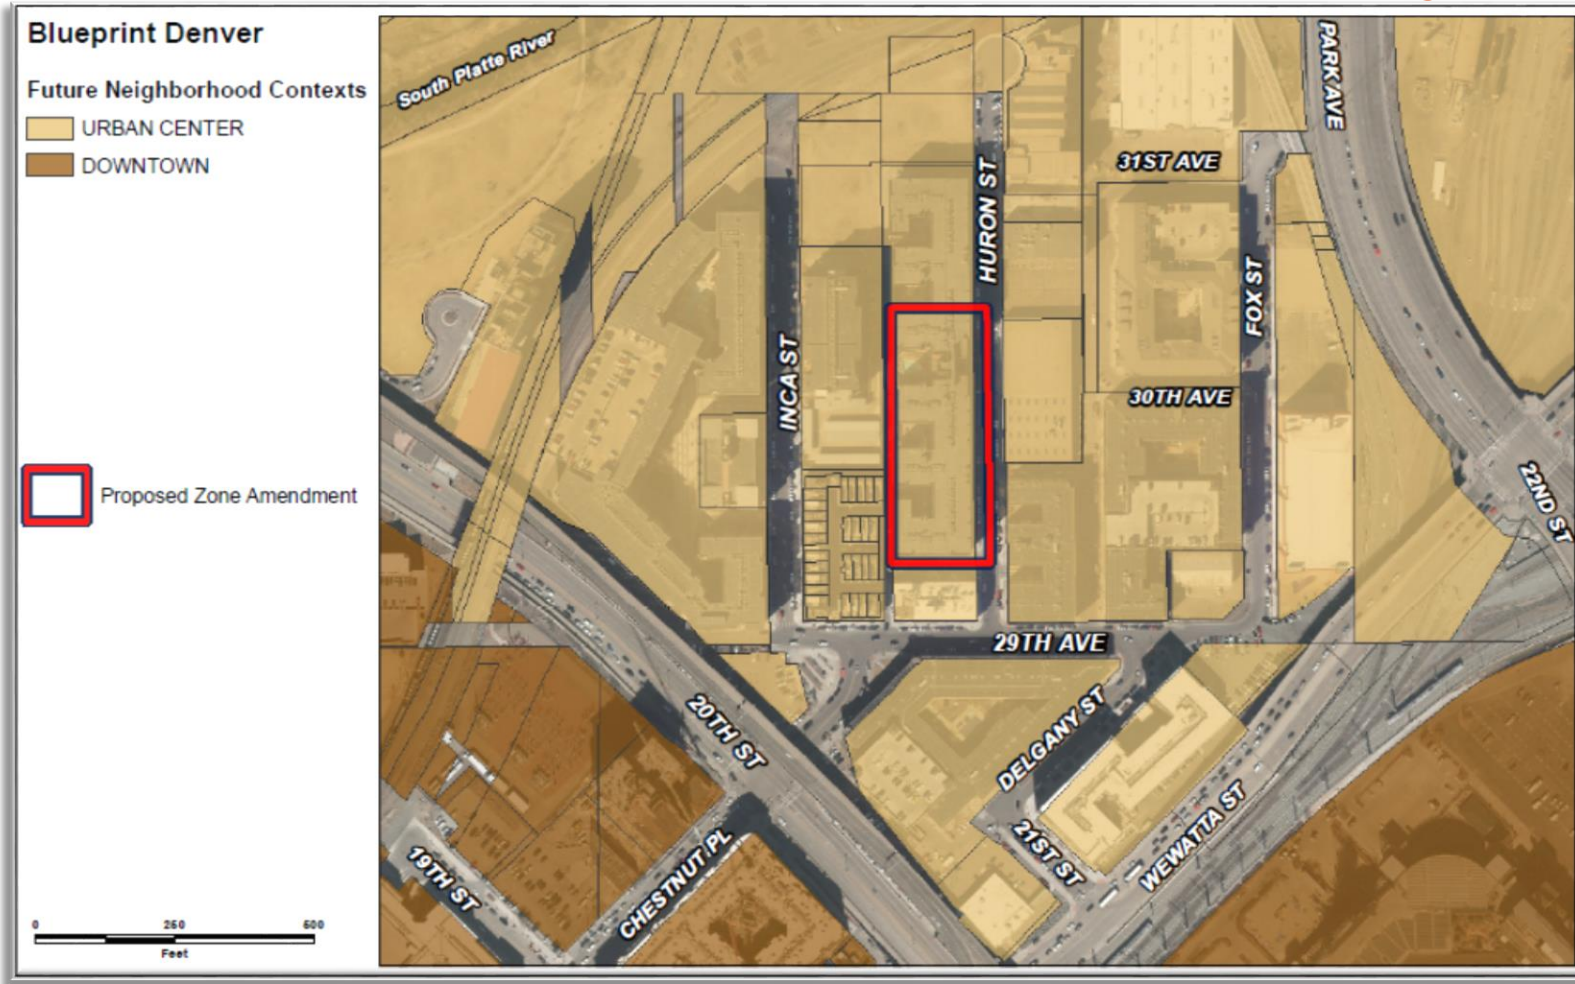 Blueprint Denver
Future Neighborhood Contexts
URBAN CENTER
DOWNTOWN
Proposed Zone Amendment
0 250 500
Feet
South Platte River
PARK AVE
31ST AVE
HURON ST
FOX ST
INCA ST
30TH AVE
22ND ST
29TH AVE
20TH ST
DELGANY ST
21ST ST
WEWATTA ST
CHESTNUT PL
19TH ST